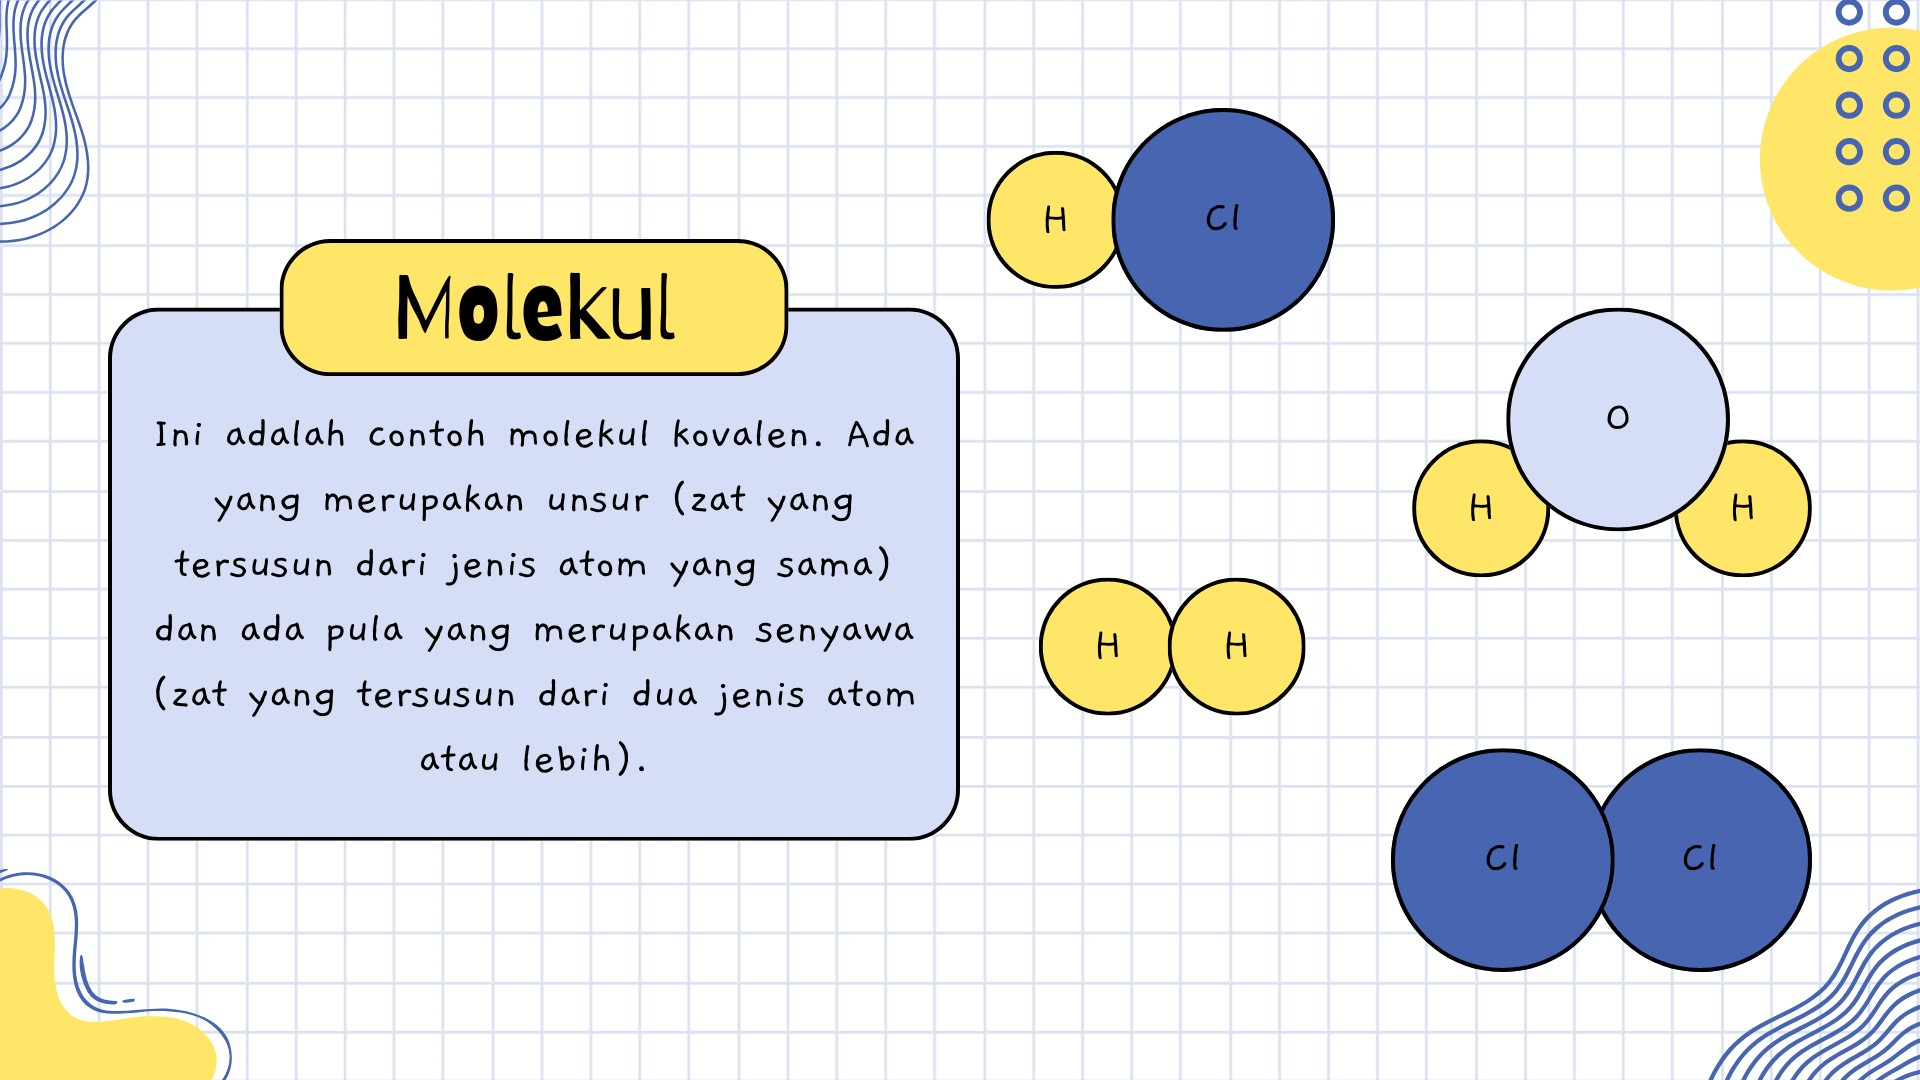 Molekul
Ini adalah contoh molekul kovalen. Ada
yang merupakan unsur (zat yang
tersusun dari jenis atom yang sama)
dan ada pula yang merupakan senyawa
(zat yang tersusun dari dua jenis atom
atau lebih).
H Cl
O
H H
H H
Cl Cl